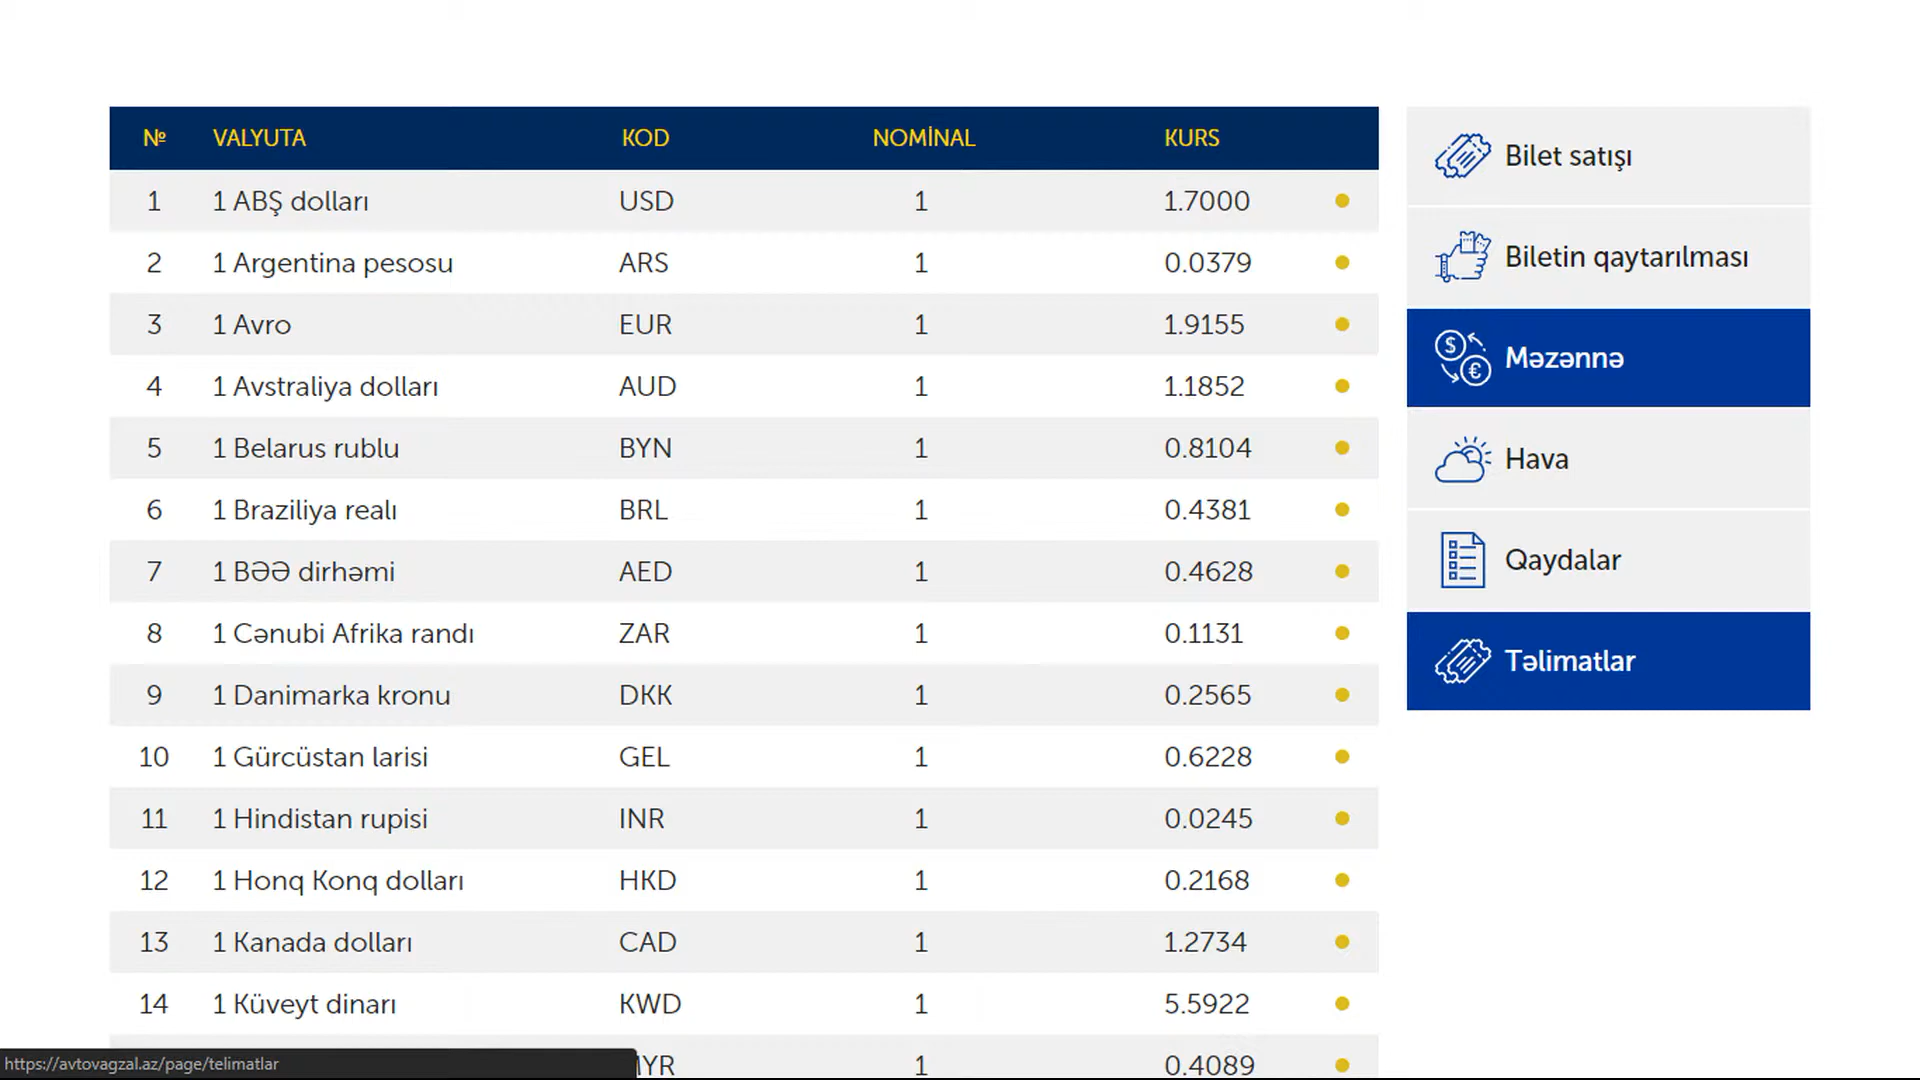 № VALYUTA KOD NOMİNAL KURS
1 1 ABŞ dolları USD 1 1.7000
2 1 Argentina pesosu ARS 1 0.0379
3 1 Avro EUR 1 1.9155
4 1 Avstraliya dolları AUD 1 1.1852
5 1 Belarus rublu BYN 1 0.8104
6 1 Braziliya realı BRL 1 0.4381
7 1 BƏƏ dirhəmi AED 1 0.4628
8 1 Cənubi Afrika randı ZAR 1 0.1131
9 1 Danimarka kronu DKK 1 0.2565
10 1 Gürcüstan larisi GEL 1 0.6228
11 1 Hindistan rupisi INR 1 0.0245
12 1 Honq Konq dolları HKD 1 0.2168
13 1 Kanada dolları CAD 1 1.2734
14 1 Küveyt dinarı KWD 1 5.5922
1 0.4089
Bilet satışı
Biletin qaytarılması
Məzənnə
Hava
Qaydalar
Təlimatlar
https://avtovagzal.az/page/telimatlar